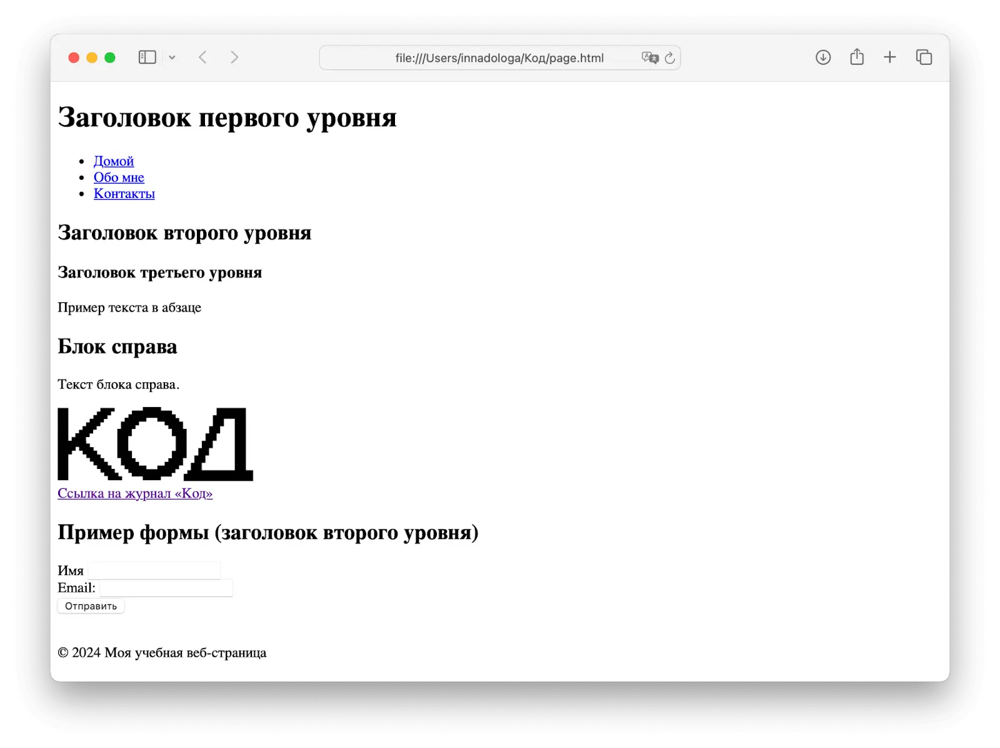 file:///Users/innadologa/Код/page.html
Заголовок первого уровня
Домой
Обо мне
Контакты
Заголовок второго уровня
Заголовок третьего уровня
Пример текста в абзаце
Блок справа
Текст блока справа.
КОД
Ссылка на журнал «Код»
Пример формы (заголовок второго уровня)
Имя
Email:
Отправить
© 2024 Моя учебная веб-страница